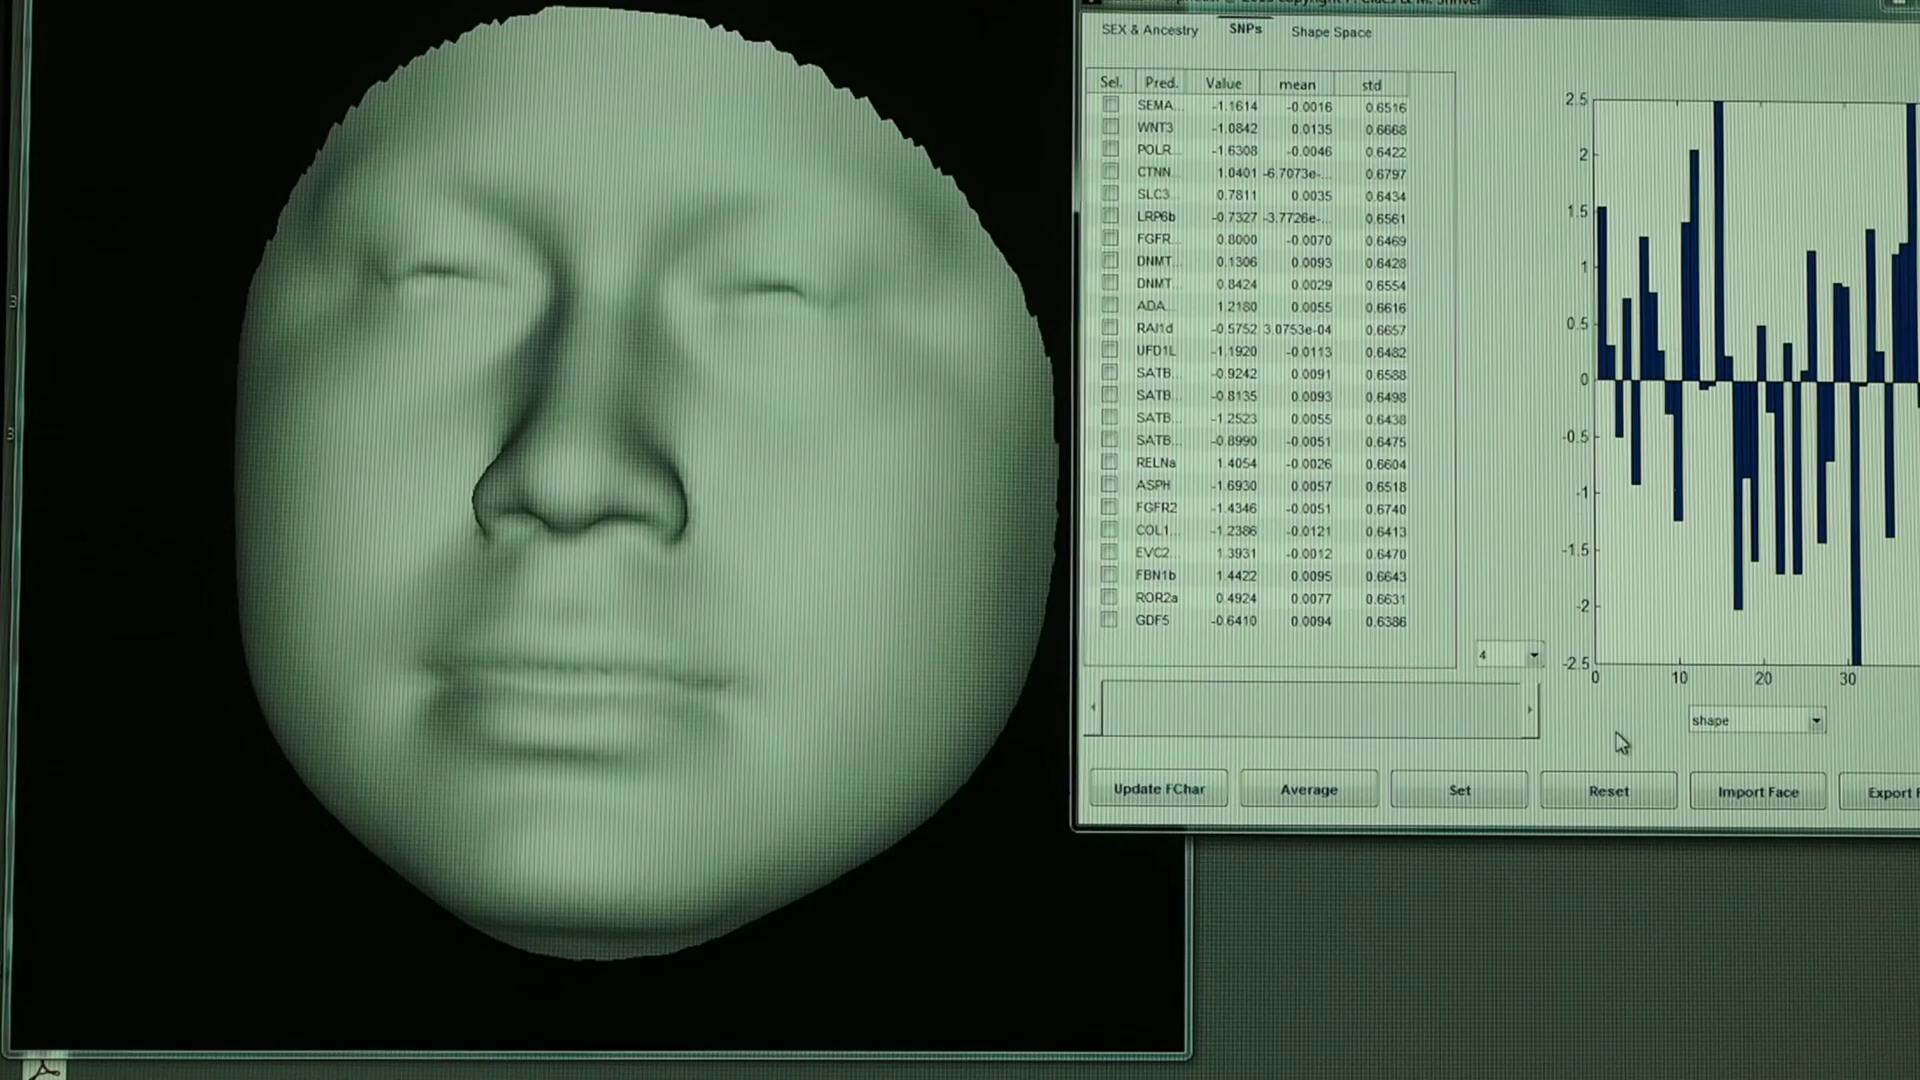 SEX & Ancestry SNPs Shape Space
Sel. Pred. Value mean std
SEMA... -1.1614 -0.0016 0.6516
WNT3 -1.0842 0.0135 0.6668
POLR... -1.6308 -0.0046 0.6422
CTNN... 1.0401 -6.7073e-... 0.6797
SLC3... 0.7811 0.0035 0.6434
LRP6b -0.7327 -3.7726e-... 0.6561
FGFR... 0.8000 -0.0070 0.6469
DNMT... 0.1306 0.0093 0.6428
DNMT... 0.8424 0.0029 0.6554
ADA... 1.2180 0.0055 0.6616
RAI1d -0.5752 3.0753e-04 0.6657
UFD1L -1.1920 -0.0113 0.6482
SATB... -0.9242 0.0091 0.6588
SATB... -0.8135 0.0093 0.6498
SATB... -1.2523 0.0055 0.6438
SATB... -0.8990 -0.0051 0.6475
RELNa 1.4054 -0.0026 0.6604
ASPH -1.6930 0.0057 0.6518
FGFR2 -1.4346 -0.0051 0.6740
COL1... -1.2386 -0.0121 0.6413
EVC2... 1.3931 -0.0012 0.6470
FBN1b 1.4422 0.0095 0.6643
ROR2a 0.4924 0.0077 0.6631
GDF5 -0.6410 0.0094 0.6386
2.5
2
1.5
1
0.5
0
-0.5
-1
-1.5
-2
-2.5
0 10 20 30
4
shape
Update FChar Average Set Reset Import Face Export
3
3